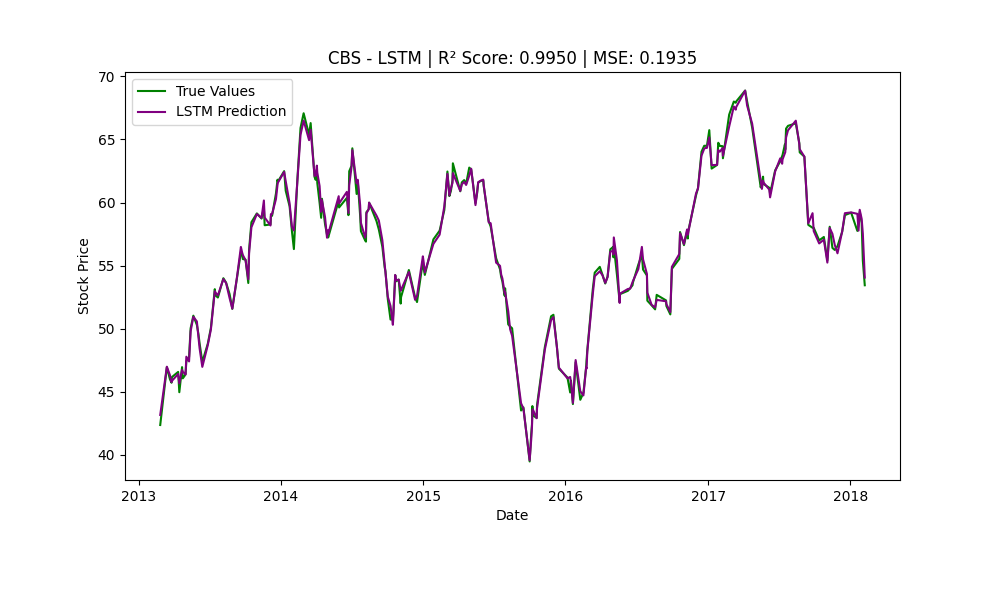 CBS - LSTM | R² Score: 0.9950 | MSE: 0.1935
True Values
LSTM Prediction
70
65
60
55
50
45
40
Stock Price
2013 2014 2015 2016 2017 2018
Date